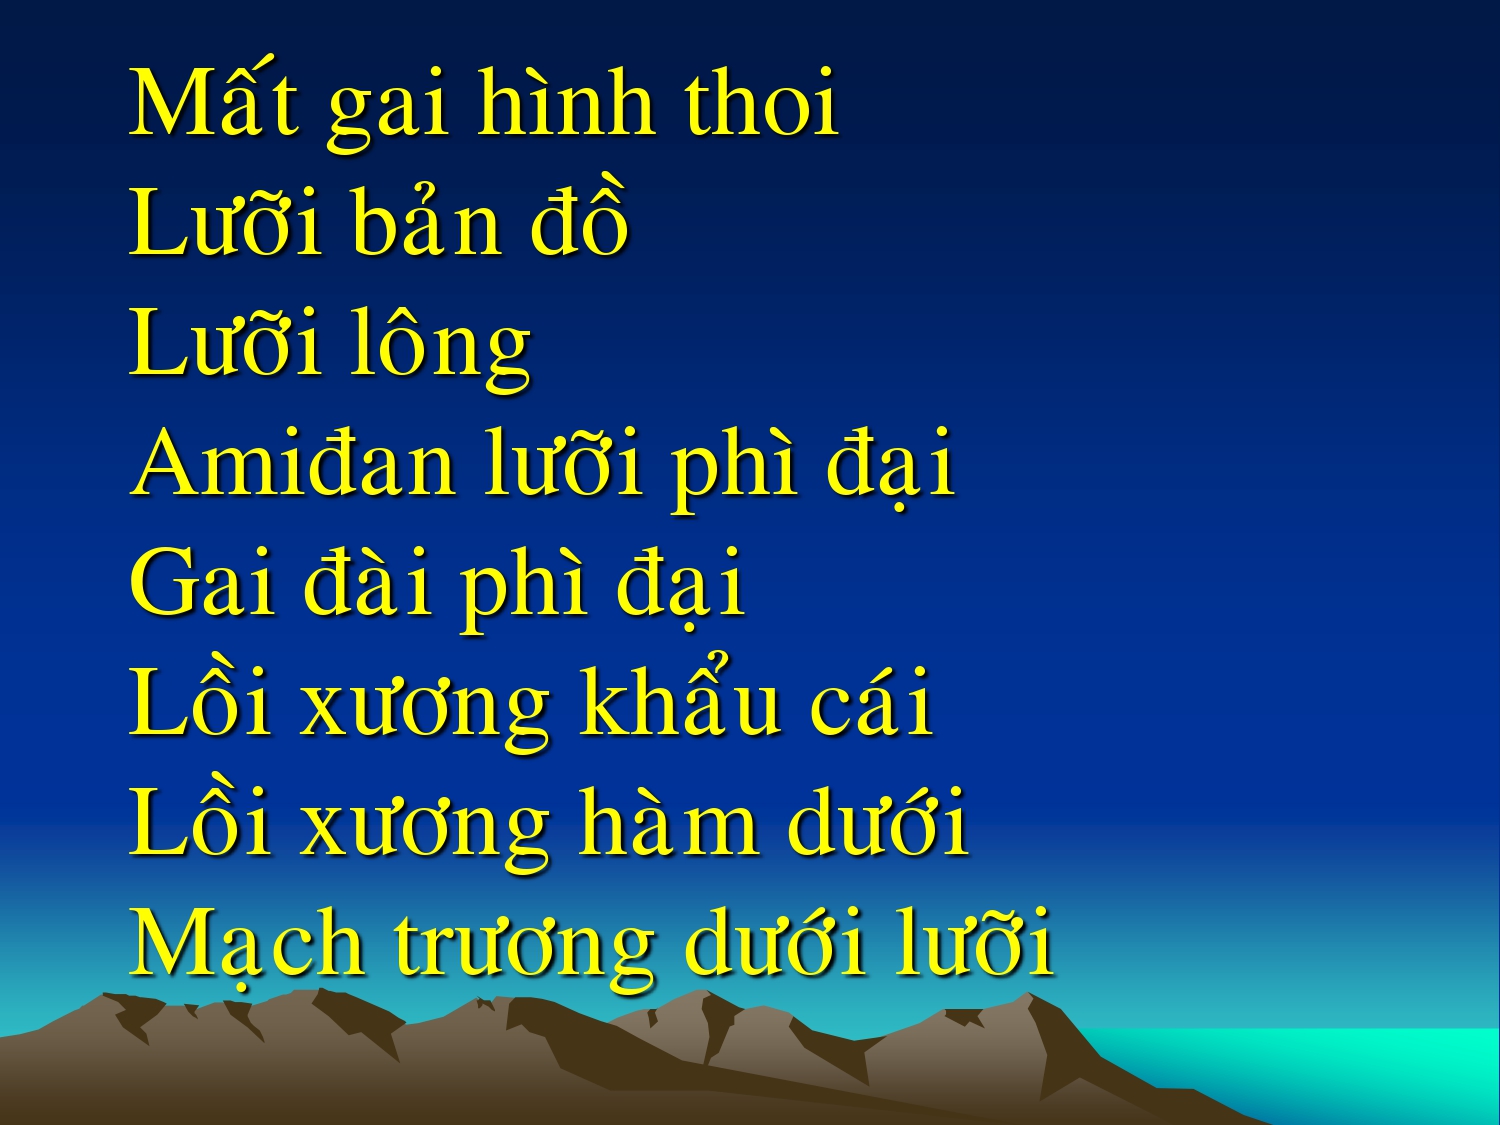 Mất gai hình thoi
Lưỡi bản đồ
Lưỡi lông
Amiđan lưỡi phì đại
Gai đài phì đại
Lồi xương khẩu cái
Lồi xương hàm dưới
Mạch trương dưới lưỡi